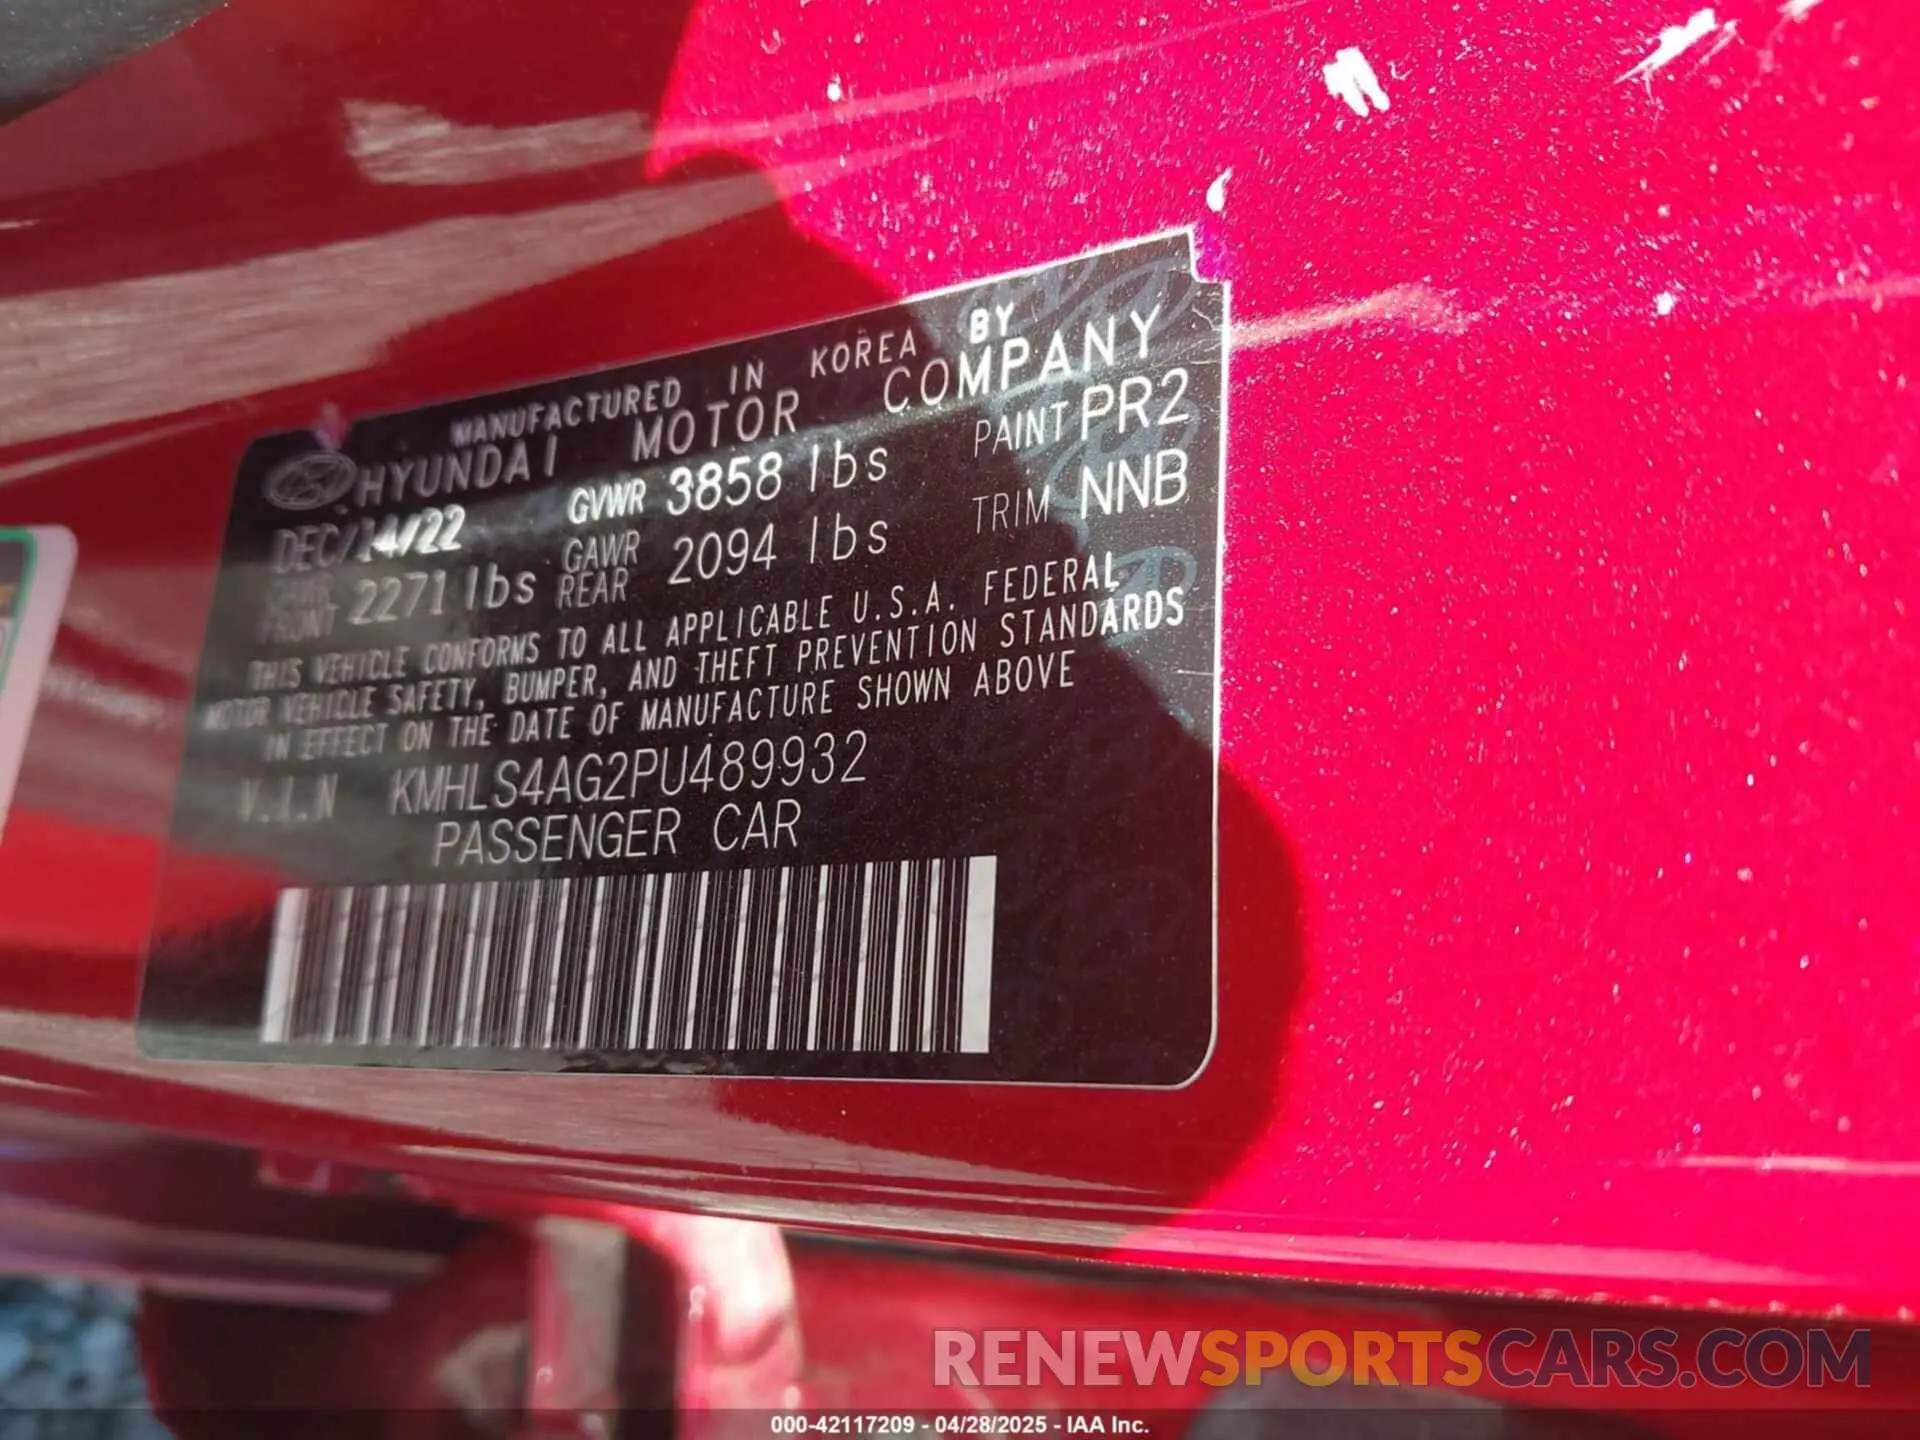 MANUFACTURED IN KOREA BY
HYUNDAI MOTOR COMPANY
DEC/14/22 GVWR 3858 lbs PAINT PR2
GAWR FRONT 2271 lbs GAWR REAR 2094 lbs TRIM NNB
THIS VEHICLE CONFORMS TO ALL APPLICABLE U.S.A. FEDERAL
MOTOR VEHICLE SAFETY, BUMPER, AND THEFT PREVENTION STANDARDS
IN EFFECT ON THE DATE OF MANUFACTURE SHOWN ABOVE
V.I.N KMHLS4AG2PU489932
PASSENGER CAR
RENEWSPORTSCARS.COM
000-42117209 - 04/28/2025 - IAA Inc.